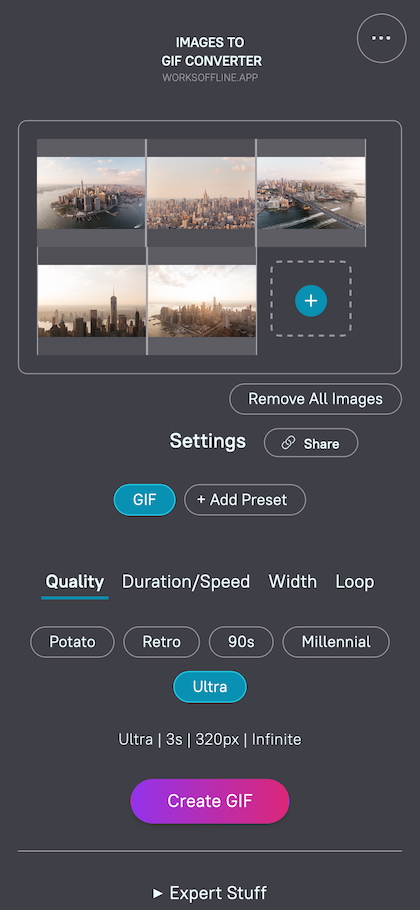 IMAGES TO
GIF CONVERTER
WORKSOFFLINE.APP
Remove All Images
Settings
Share
GIF
+ Add Preset
Quality
Duration/Speed
Width
Loop
Potato
Retro
90s
Millennial
Ultra
Ultra | 3s | 320px | Infinite
Create GIF
► Expert Stuff